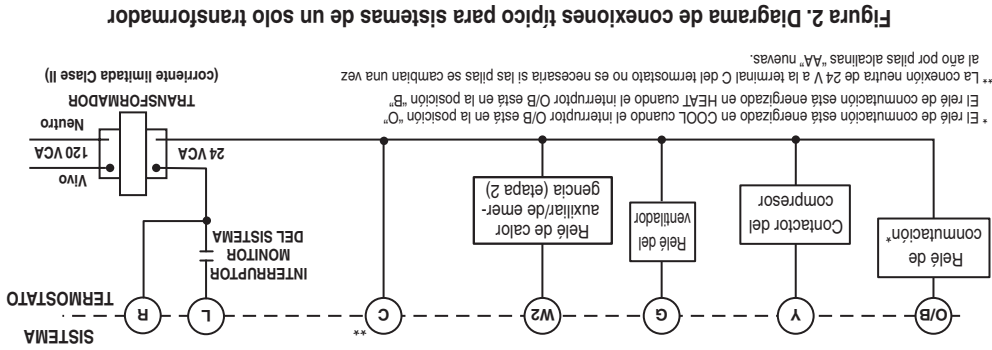 SISTEMA
TERMOSTATO
O/B
Y
G
W2
C
**
L
R
Relé de
conmutación*
Contactor del
compresor
Relé del
ventilador
Relé de calor
auxiliar/de emer-
gencia (etapa 2)
INTERRUPTOR
MONITOR
DEL SISTEMA
24 VCA
Vivo
120 VCA
Neutro
TRANSFORMADOR
(corriente limitada Clase II)
* El relé de conmutación está energizado en COOL cuando el interruptor O/B está en la posición "O"
El relé de conmutación está energizado en HEAT cuando el interruptor O/B está en la posición "B"
** La conexión neutra de 24 V a la terminal C del termostato no es necesaria si las pilas se cambian una vez
al año por pilas alcalinas "AA" nuevas.
Figura 2. Diagrama de conexiones típico para sistemas de un solo transformador